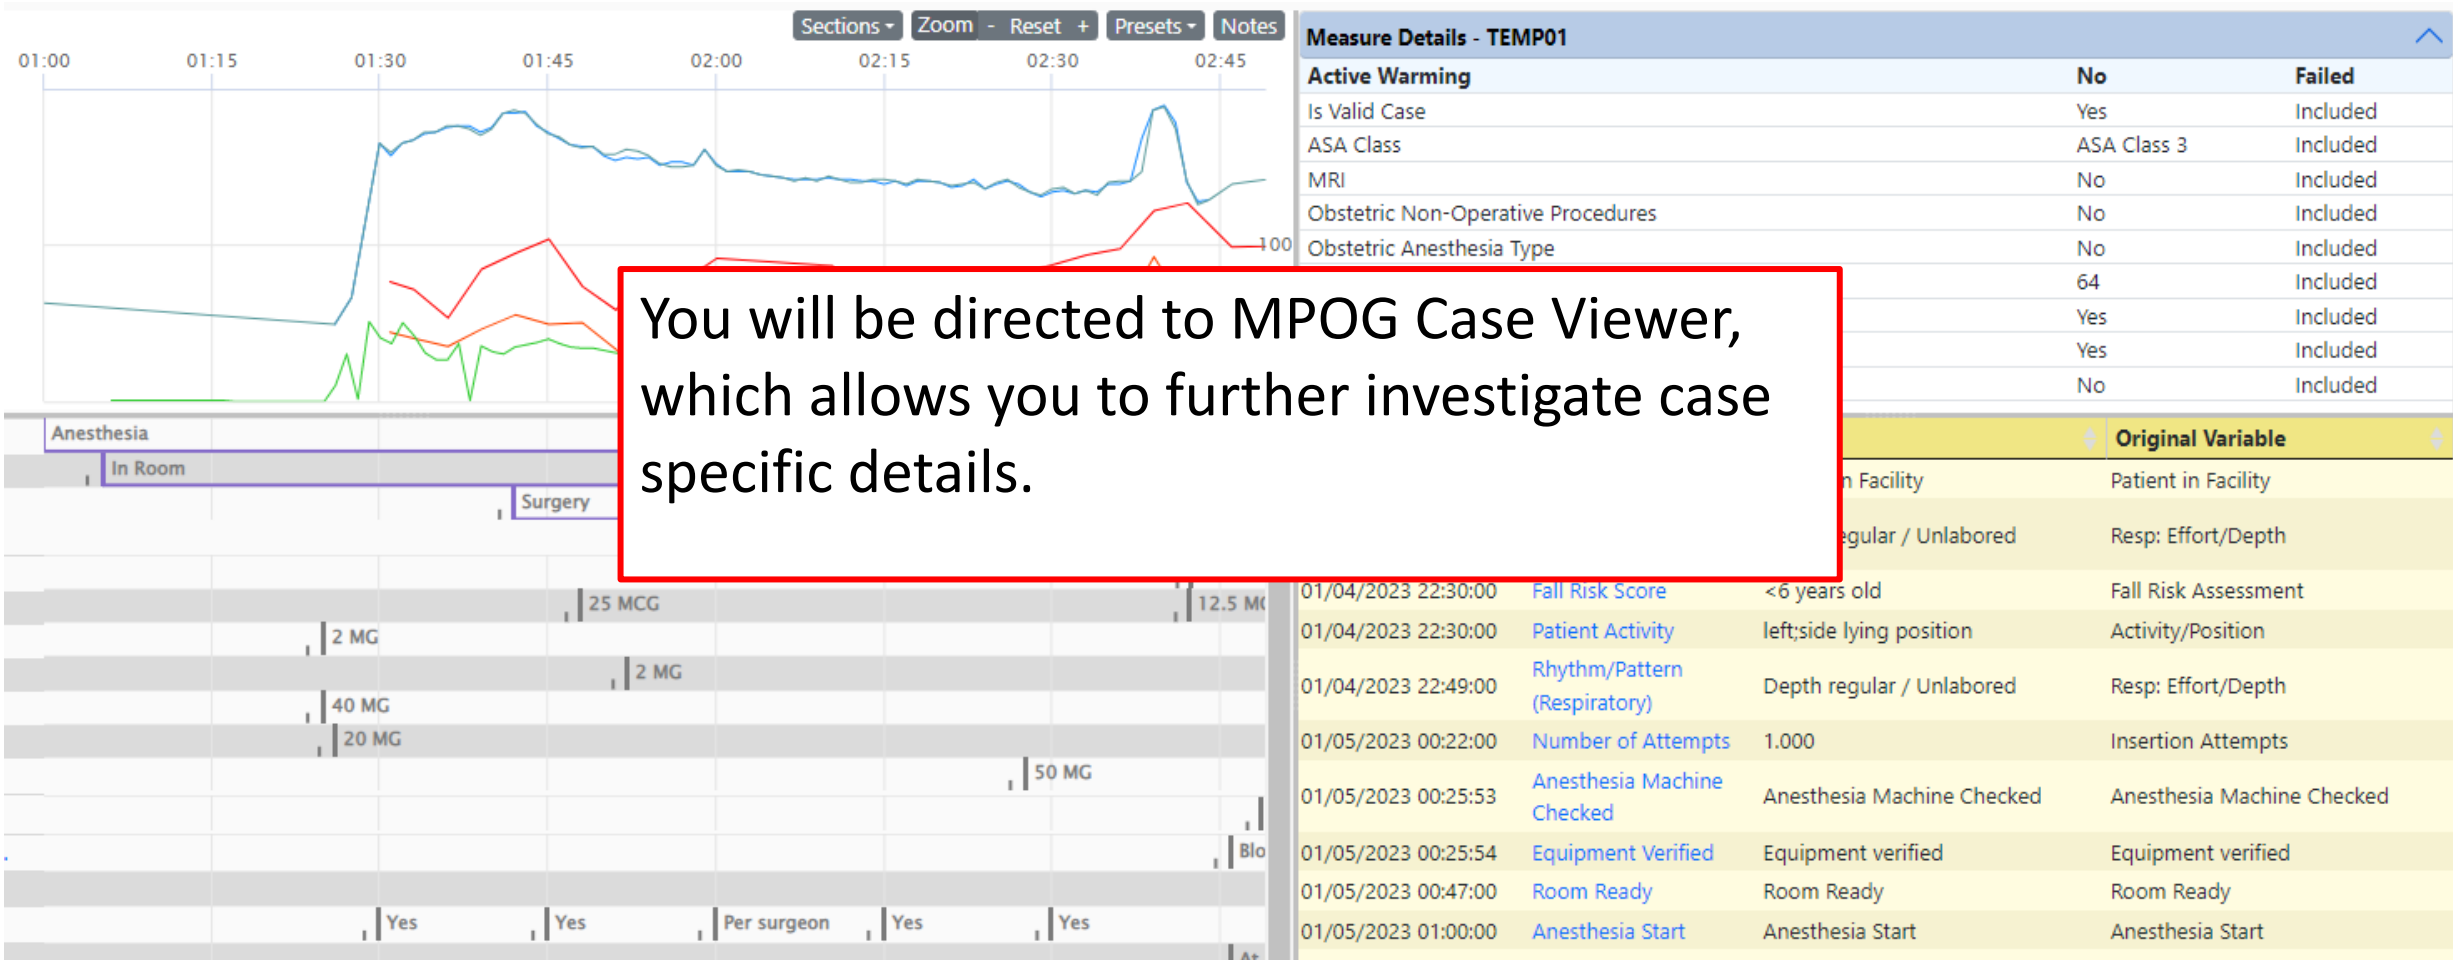 Sections Zoom - Reset + Presets Notes
01:00 01:15 01:30 01:45 02:00 02:15 02:30 02:45
100
Measure Details - TEMP01
Active Warming No Failed
Is Valid Case Yes Included
ASA Class ASA Class 3 Included
MRI No Included
Obstetric Non-Operative Procedures No Included
Obstetric Anesthesia Type No Included
64 Included
Yes Included
Yes Included
No Included
You will be directed to MPOG Case Viewer,
which allows you to further investigate case
specific details.
Anesthesia
In Room
Surgery
25 MCG 12.5
2 MG
2 MG
40 MG
20 MG
50 MG
Blo
Yes Yes Per surgeon Yes Yes
Original Variable
n Facility Patient in Facility
egular / Unlabored Resp: Effort/Depth
01/04/2023 22:30:00 Fall Risk Score <6 years old Fall Risk Assessment
01/04/2023 22:30:00 Patient Activity left;side lying position Activity/Position
Rhythm/Pattern
01/04/2023 22:49:00 Depth regular / Unlabored Resp: Effort/Depth
(Respiratory)
01/05/2023 00:22:00 Number of Attempts 1.000 Insertion Attempts
Anesthesia Machine
01/05/2023 00:25:53 Anesthesia Machine Checked Anesthesia Machine Checked
Checked
01/05/2023 00:25:54 Equipment Verified Equipment verified Equipment verified
01/05/2023 00:47:00 Room Ready Room Ready Room Ready
01/05/2023 01:00:00 Anesthesia Start Anesthesia Start Anesthesia Start